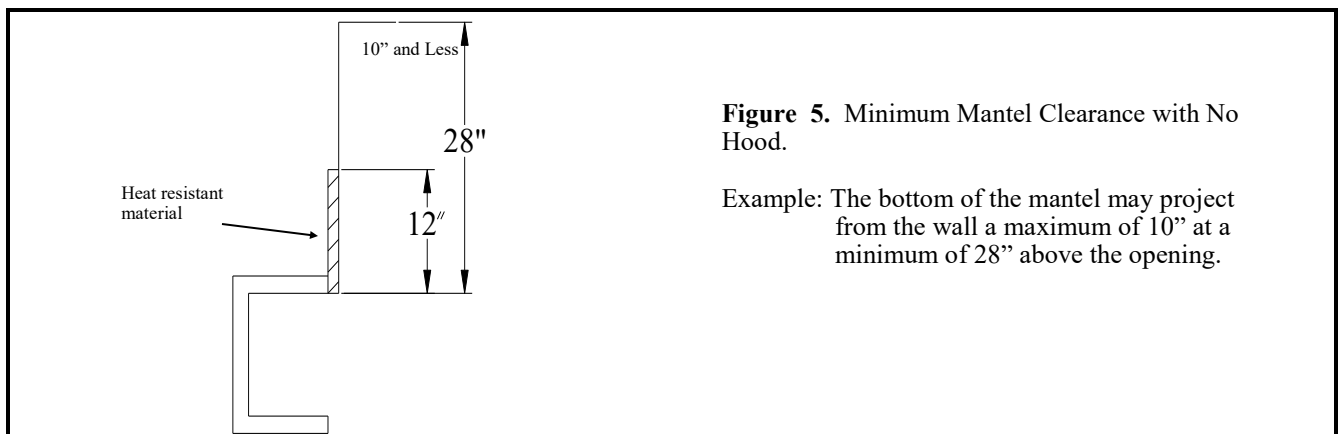 10” and Less
28"
Heat resistant
material
12"
Figure 5. Minimum Mantel Clearance with No
Hood.
Example: The bottom of the mantel may project
from the wall a maximum of 10” at a
minimum of 28” above the opening.